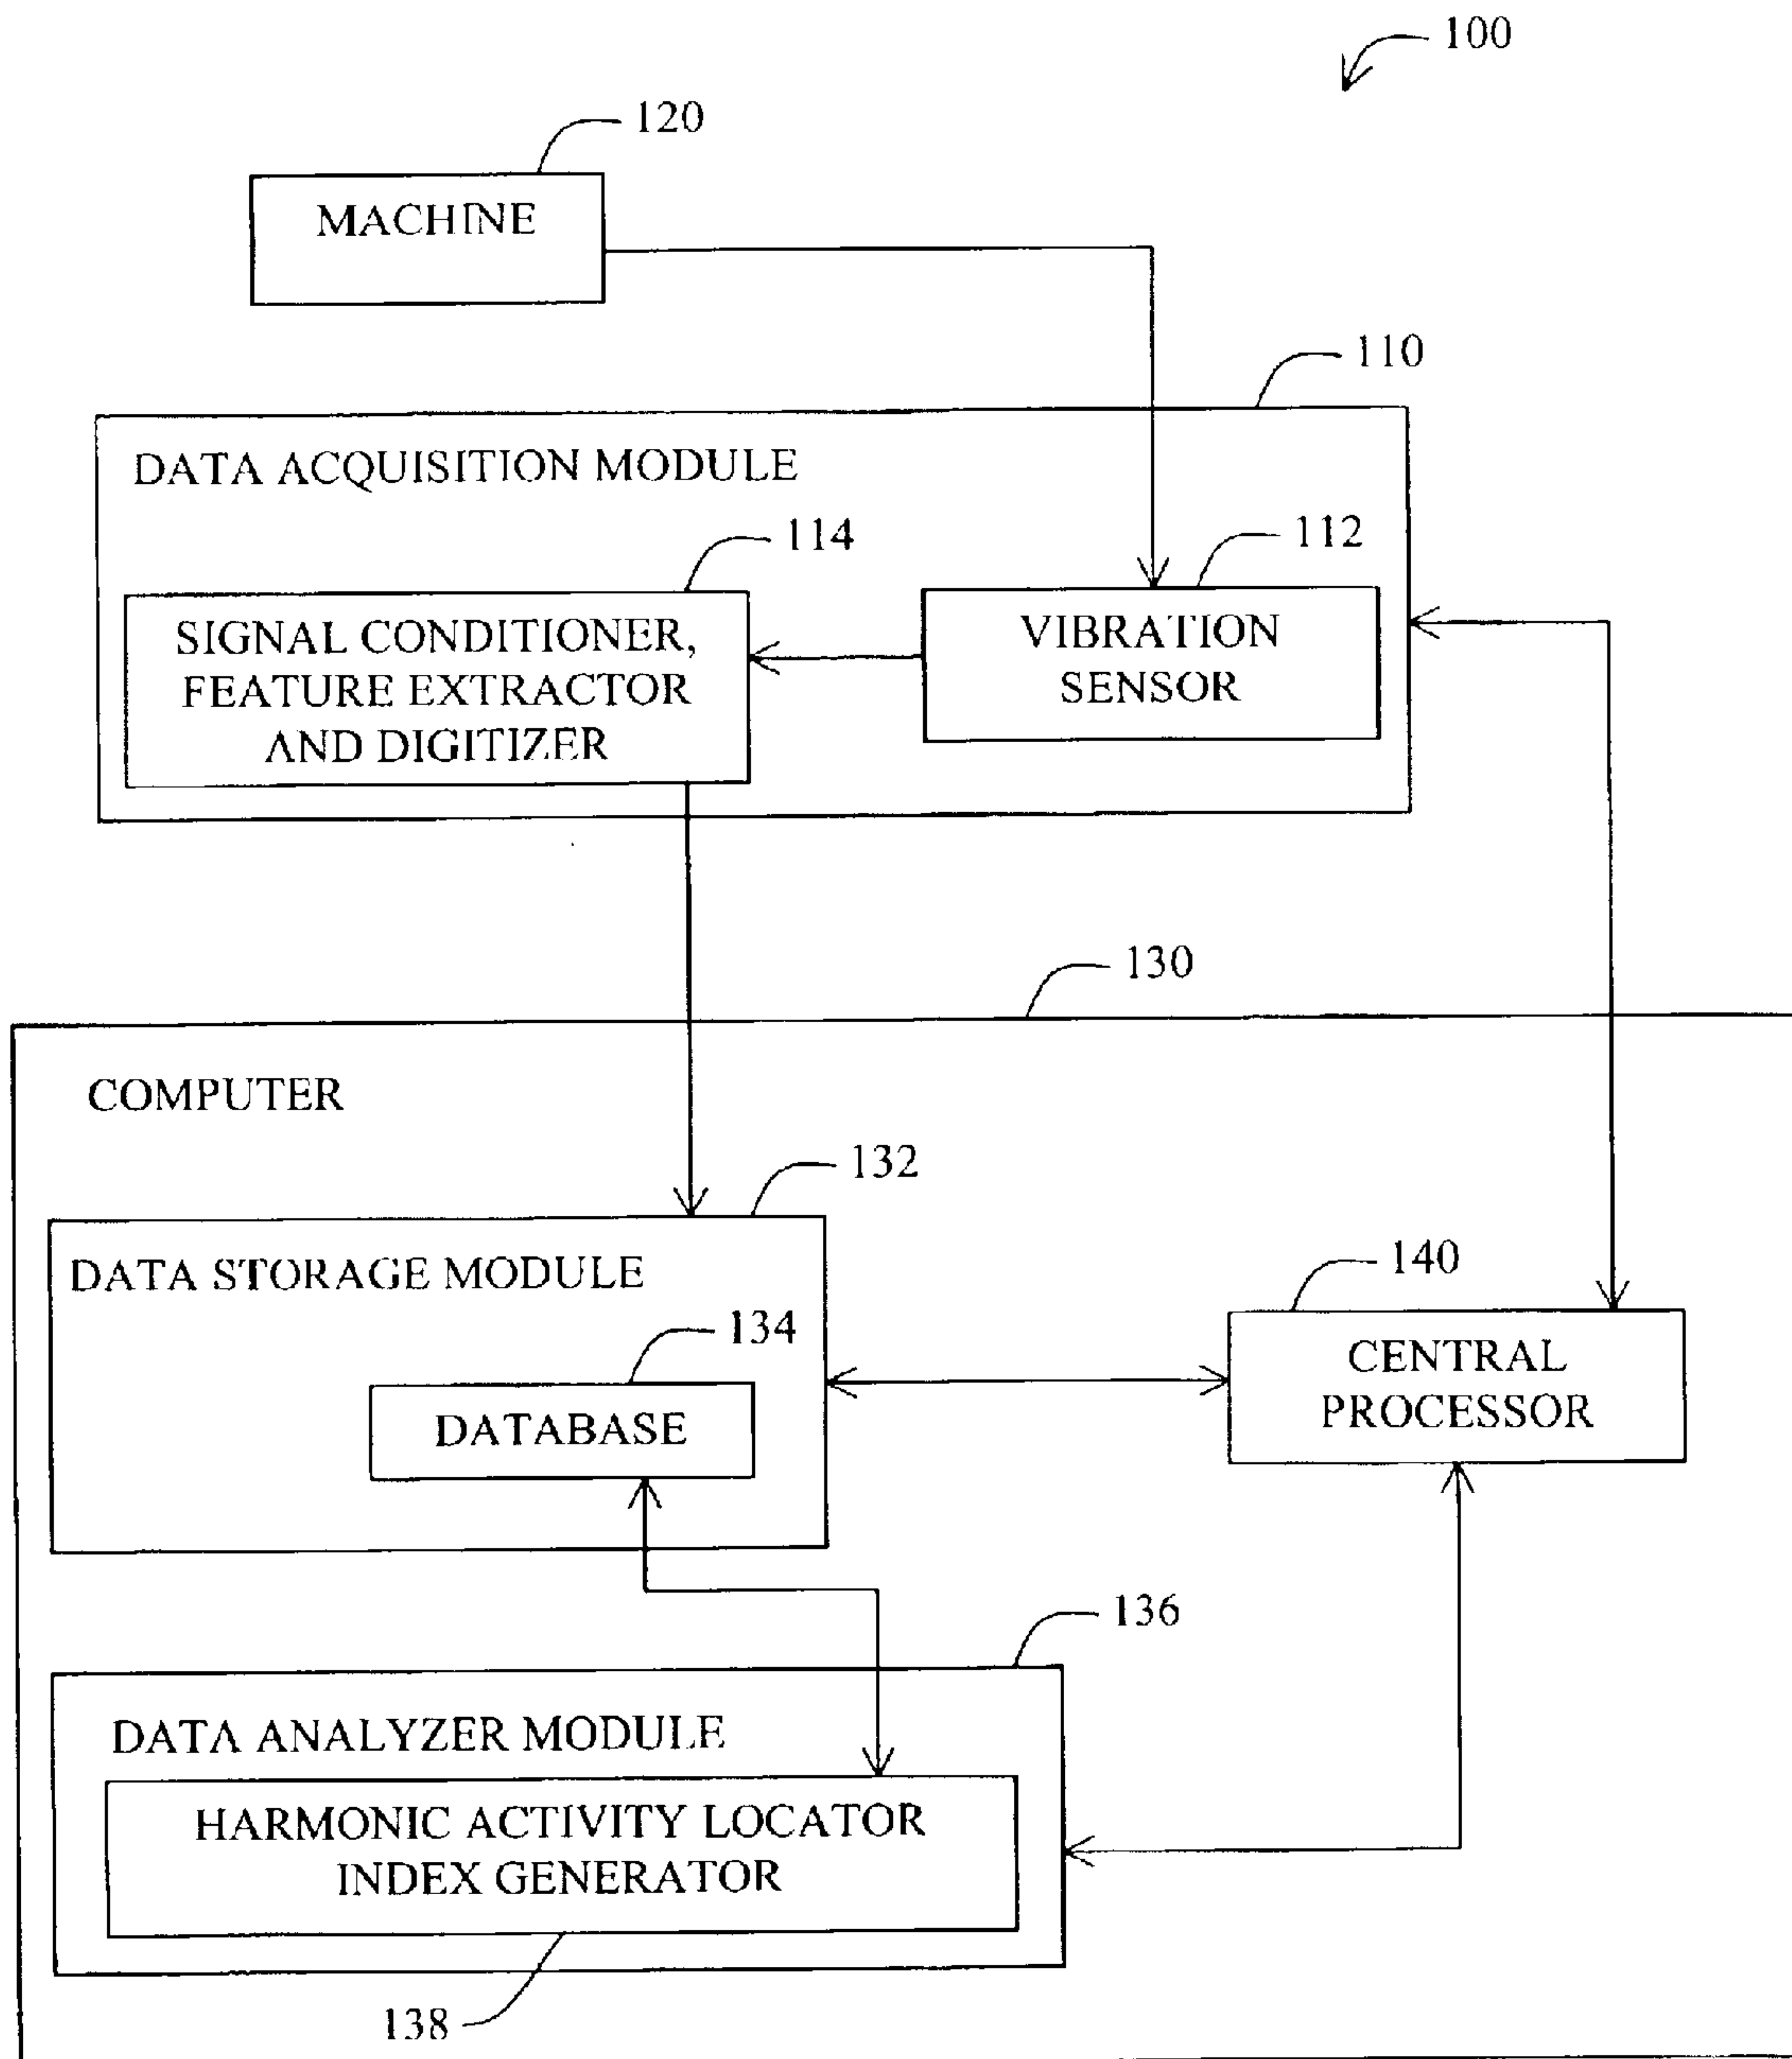 100
120
MACHINE
110
DATA ACQUISITION MODULE
114
112
SIGNAL CONDITIONER,
FEATURE EXTRACTOR
AND DIGITIZER
VIBRATION
SENSOR
130
COMPUTER
132
DATA STORAGE MODULE
140
134
CENTRAL
PROCESSOR
DATABASE
136
DATA ANALYZER MODULE
HARMONIC ACTIVITY LOCATOR
INDEX GENERATOR
138